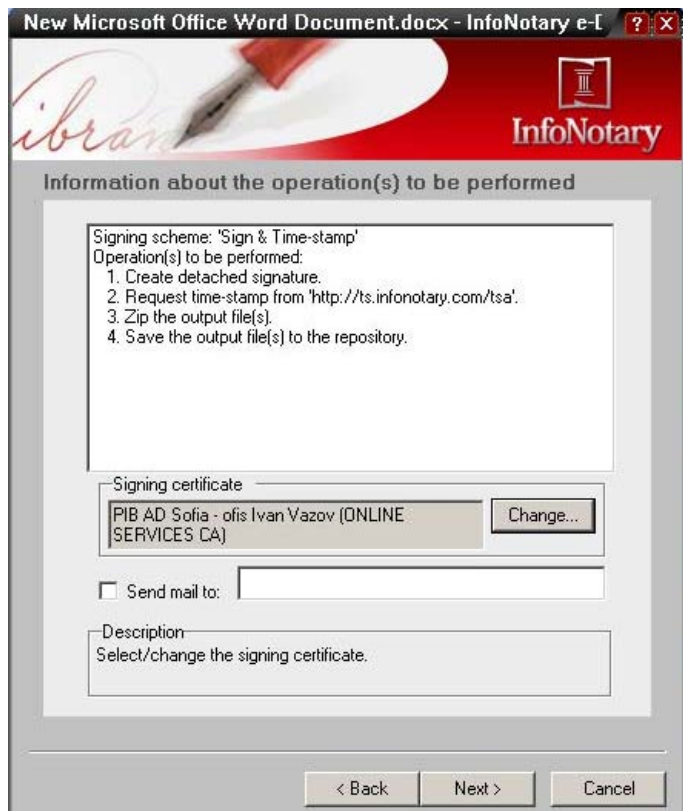 New Microsoft Office Word Document.docx - InfoNotary e-
InfoNotary
Information about the operation(s) to be performed
Signing scheme: 'Sign & Time-stamp'
Operation(s) to be performed:
1. Create detached signature.
2. Request time-stamp from 'http://ts.infonotary.com/tsa'.
3. Zip the output file(s).
4. Save the output file(s) to the repository.
Signing certificate
PIB AD Sofia - ofis Ivan Vazov (ONLINE
SERVICES CA)
Change...
Send mail to:
Description
Select/change the signing certificate.
< Back Next > Cancel